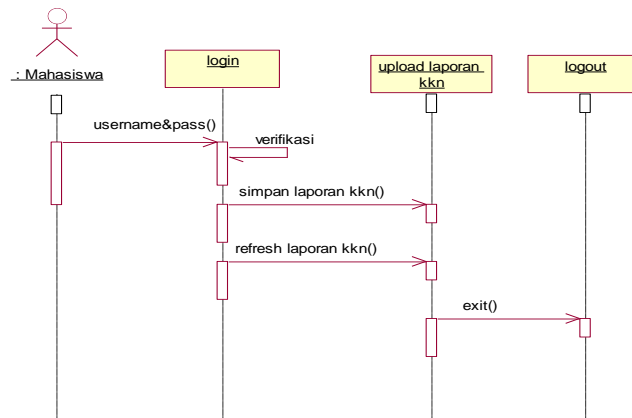 : Mahasiswa
login
upload laporan
kkn
logout
username&pass()
verifikasi
simpan laporan kkn()
refresh laporan kkn()
exit()